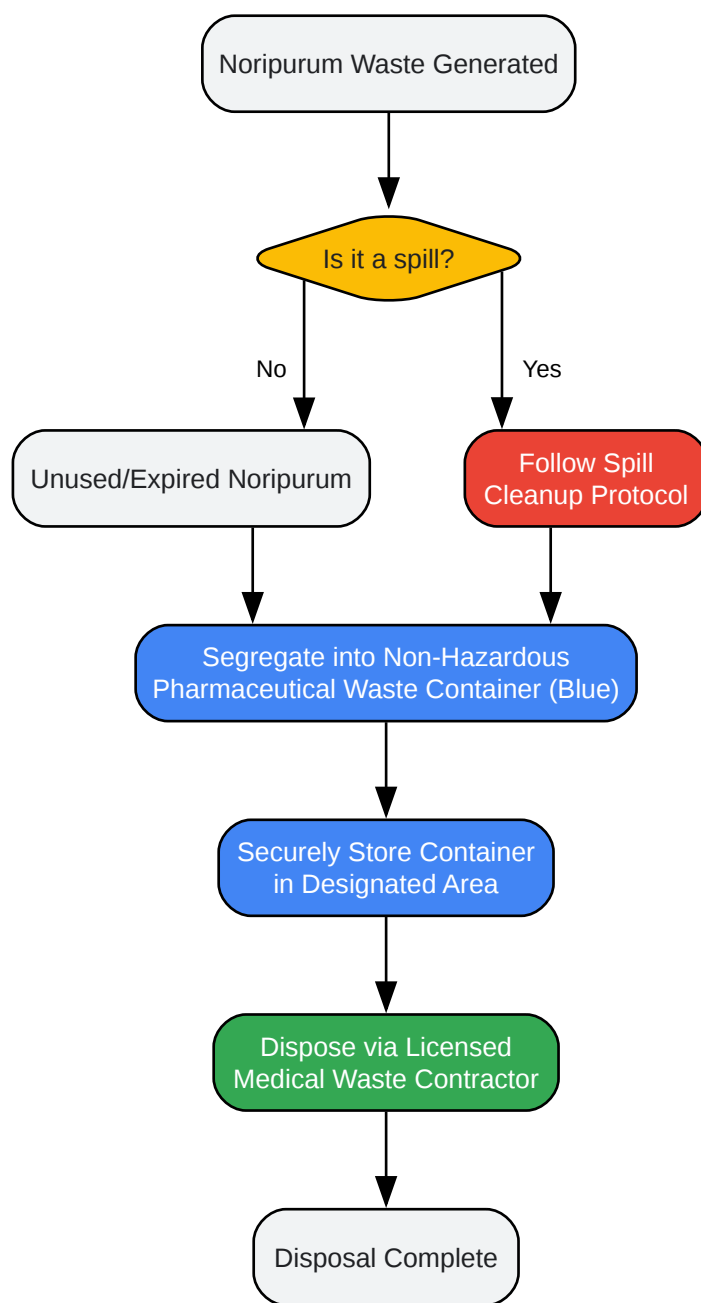 Noripurum Waste Generated
Is it a spill?
No
Yes
Unused/Expired Noripurum
Follow Spill
Cleanup Protocol
Segregate into Non-Hazardous
Pharmaceutical Waste Container (Blue)
Securely Store Container
in Designated Area
Dispose via Licensed
Medical Waste Contractor
Disposal Complete